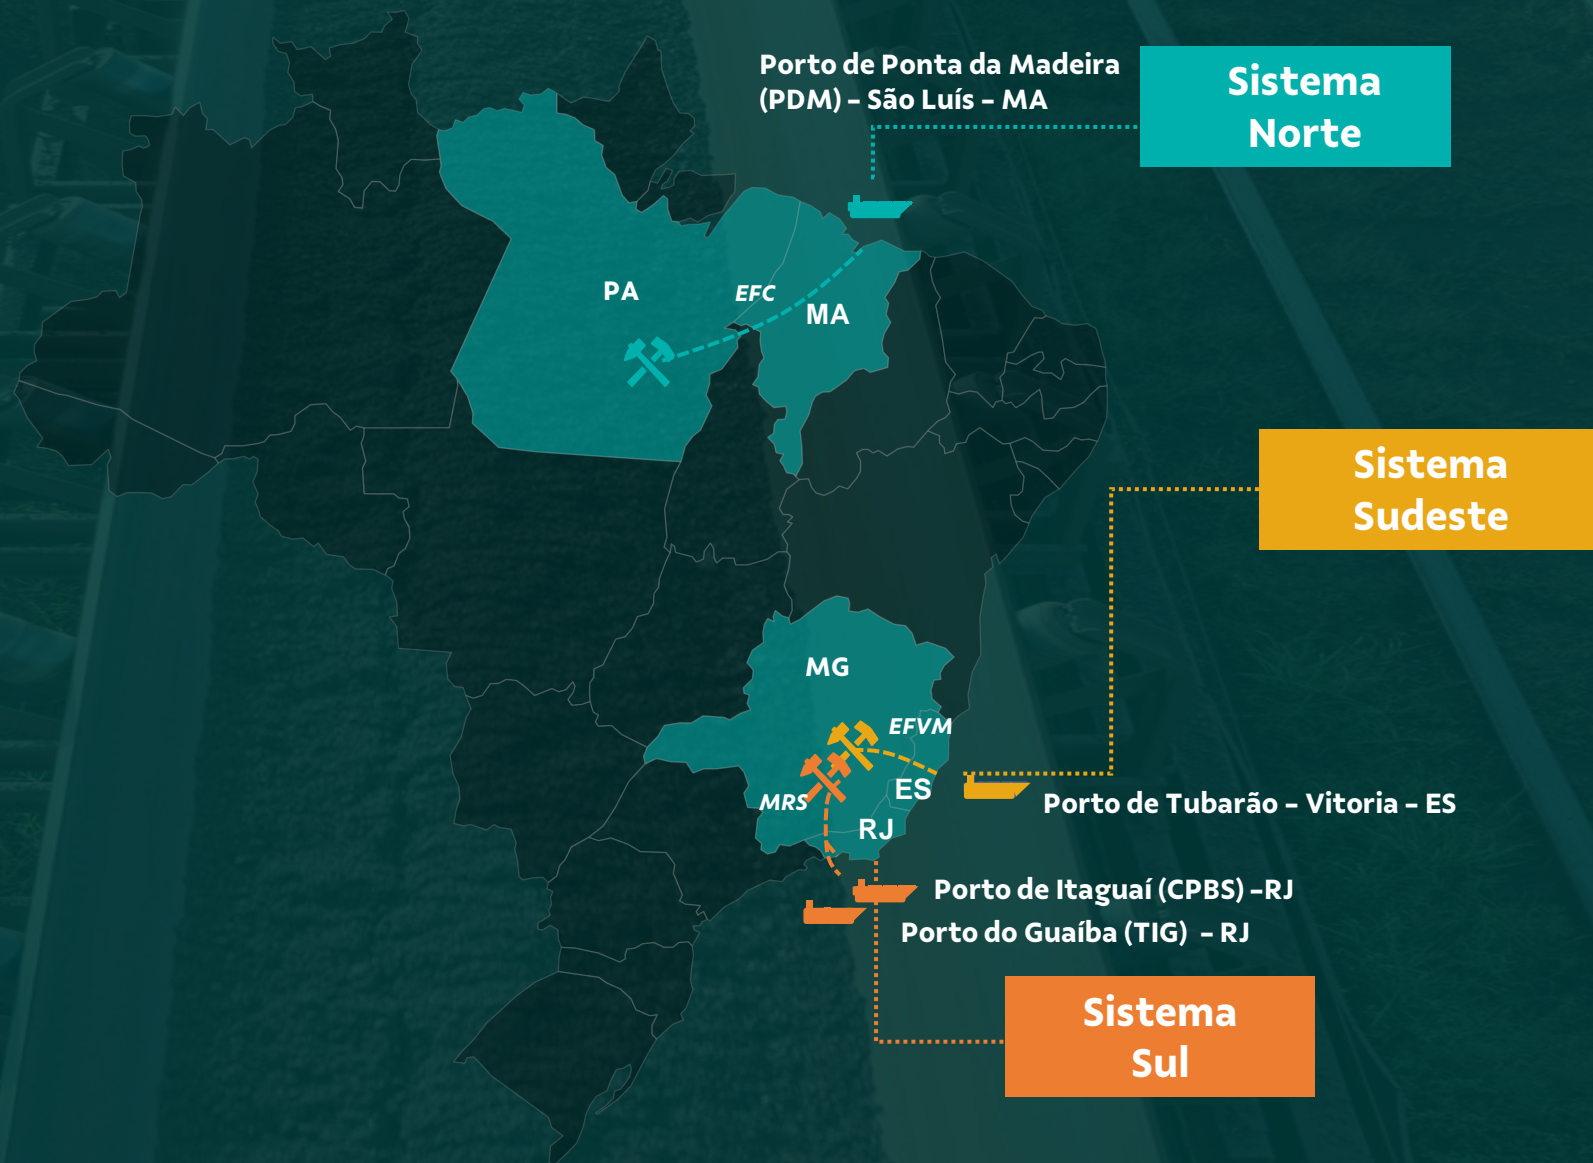 Porto de Ponta da Madeira
(PDM) – São Luís – MA
Sistema
Norte
PA
EFC
MA
Sistema
Sudeste
MG
EFVM
ES
MRS
RJ
Porto de Tubarão – Vitoria – ES
Porto de Itaguaí (CPBS) –RJ
Porto do Guaíba (TIG) – RJ
Sistema
Sul